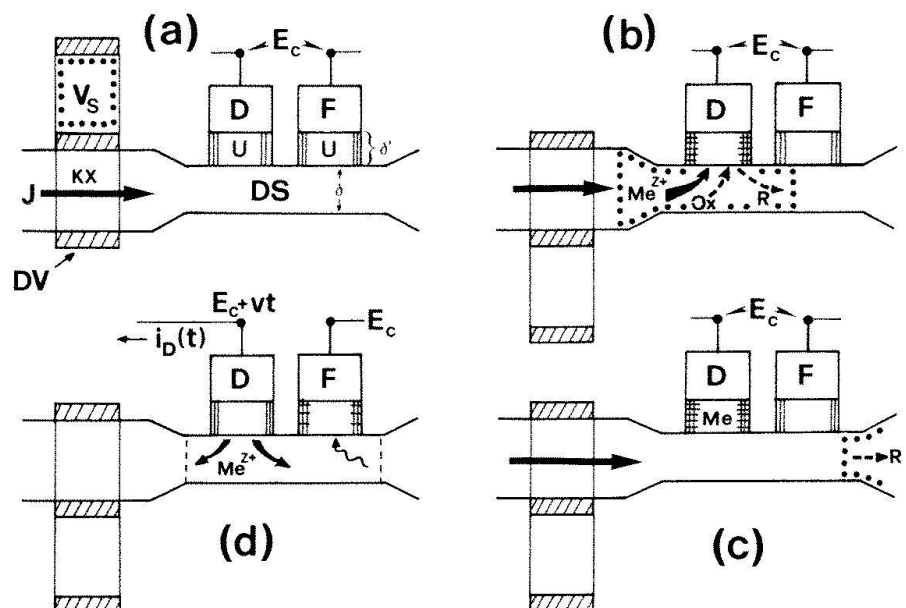 (a)
E_c
V_S
D F
U U δ'
J KX DS δ
DV
(b)
E_c
D F
Me^{Z+} Ox R
E_c+vt
i_D(t) E_c
D F
Me^{Z+}
(d)
E_c
D F
Me
R
(c)